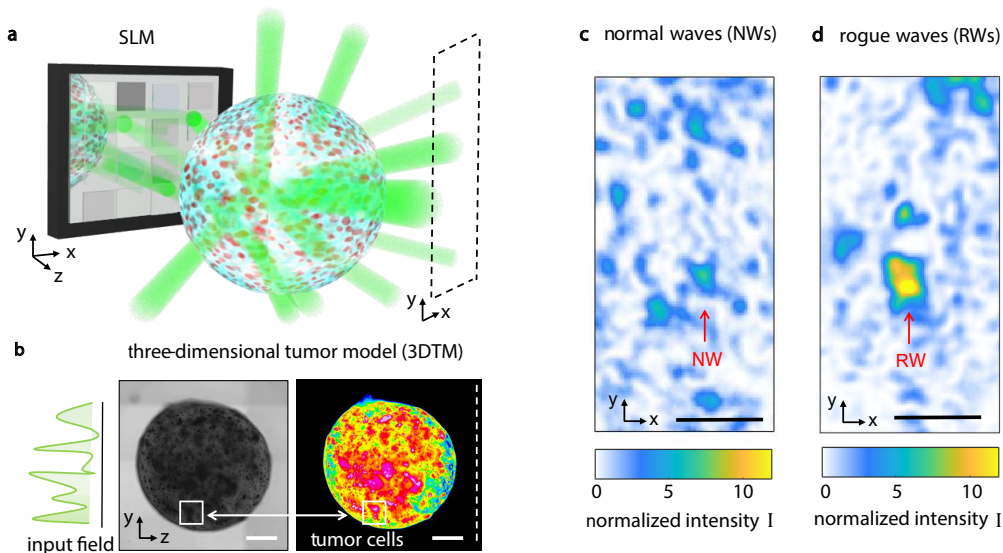 a
SLM
y
x
z
y
x
b
three-dimensional tumor model (3DTM)
input field
y
z
tumor cells
c normal waves (NWs)
NW
y
x
0 5 10
normalized intensity I
d rogue waves (RWs)
RW
y
x
0 5 10
normalized intensity I